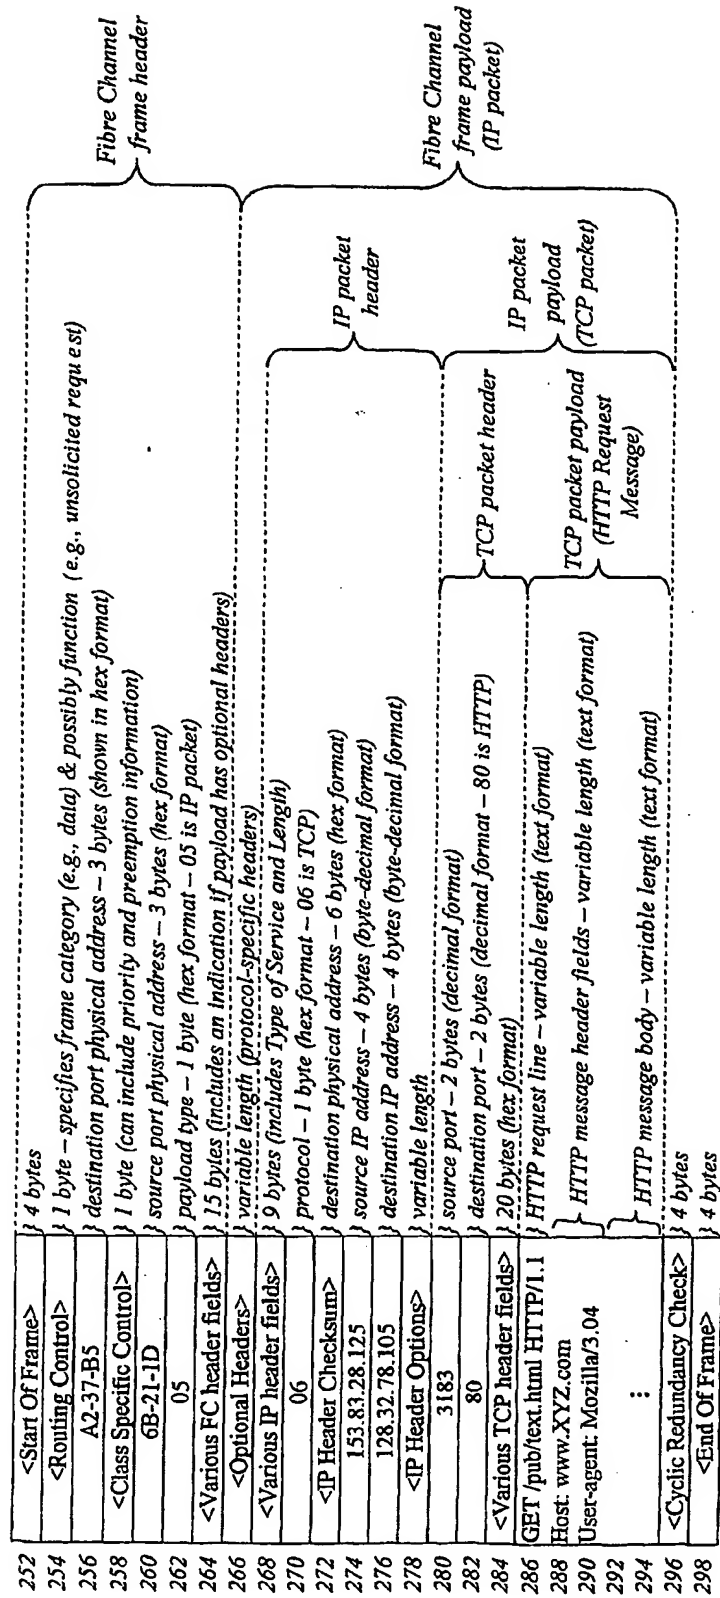 252 <Start Of Frame> } 4 bytes
254 <Routing Control> } 1 byte – specifies frame category (e.g., data) & possibly function (e.g., unsolicited request)
256 A2-37-B5 } destination port physical address – 3 bytes (shown in hex format)
258 <Class Specific Control> } 1 byte (can include priority and preemption information)
260 6B-21-1D } source port physical address – 3 bytes (hex format)
262 05 } payload type – 1 byte (hex format – 05 is IP packet)
264 <Various FC header fields> } 15 bytes (includes an Indication if payload has optional headers)
266 <Optional Headers> } variable length (protocol-specific headers)
268 <Various IP header fields> } 9 bytes (includes Type of Service and Length)
270 06 } protocol – 1 byte (hex format – 06 is TCP)
272 <IP Header Checksum> } destination physical address – 6 bytes (hex format)
274 153.83.28.125 } source IP address – 4 bytes (byte-decimal format)
276 128.32.78.105 } destination IP address – 4 bytes (byte-decimal format)
278 <IP Header Options> } variable length
280 3183 } source port – 2 bytes (decimal format)
282 80 } destination port – 2 bytes (decimal format – 80 is HTTP)
284 <Various TCP header fields> } 20 bytes (hex format)
286 GET /pub/text.html HTTP/1.1 } HTTP request line – variable length (text format)
288 Host: www.XYZ.com
290 User-agent: Mozilla/3.04
HTTP message header fields – variable length (text format)
292
294 ⋮
HTTP message body – variable length (text format)
296 <Cyclic Redundancy Check> } 4 bytes
298 <End Of Frame> } 4 bytes
TCP packet header
TCP packet payload
(HTTP Request
Message)
IP packet
header
IP packet
payload
(TCP packet)
Fibre Channel
frame header
Fibre Channel
frame payload
(IP packet)